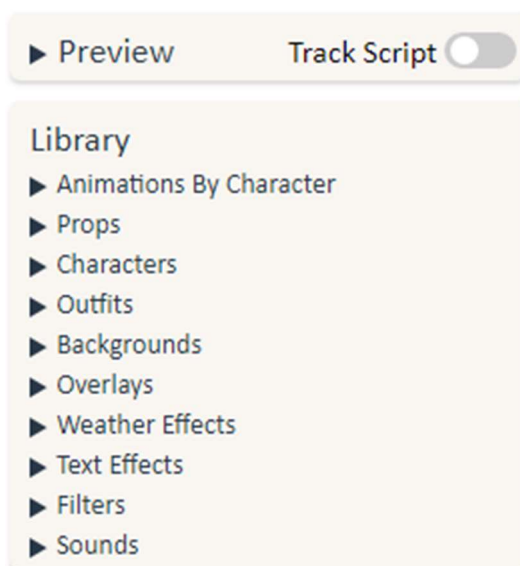 Preview Track Script
Library
Animations By Character
Props
Characters
Outfits
Backgrounds
Overlays
Weather Effects
Text Effects
Filters
Sounds